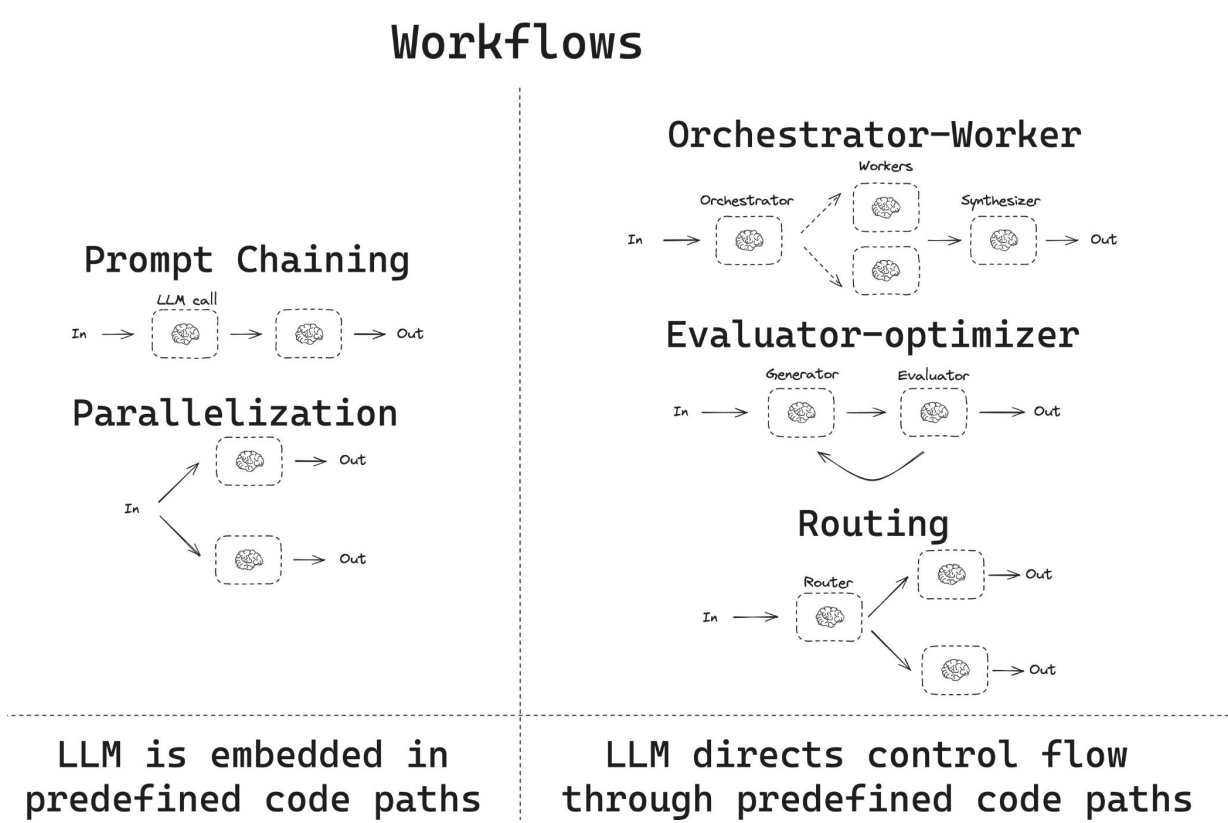 Workflows
Prompt Chaining
LLM call
In
Out
Parallelization
Out
In
Out
LLM is embedded in
predefined code paths
Orchestrator-Worker
Workers
Orchestrator
Synthesizer
In
Out
Evaluator-optimizer
Generator
Evaluator
In
Out
Routing
Router
Out
In
Out
LLM directs control flow
through predefined code paths